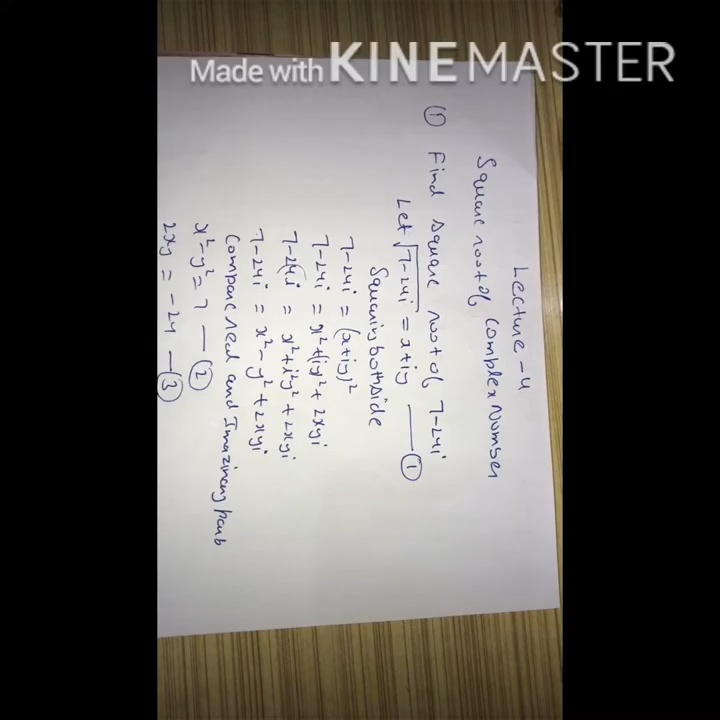 Made with KINEMASTER
Lecture-4
Square root of Complex Number
① Find square root of 7-24i
Let √7-24i = x+iy — ①
Squaring both side
7-24i = (x+iy)²
7-24i = x²+(iy)²+2xyi
7-24i = x²+i²y²+2xyi
7-24i = x²-y²+2xyi
Compare real and Imazinary parts
x²-y²=7 — ②
2xy = -24 — ③